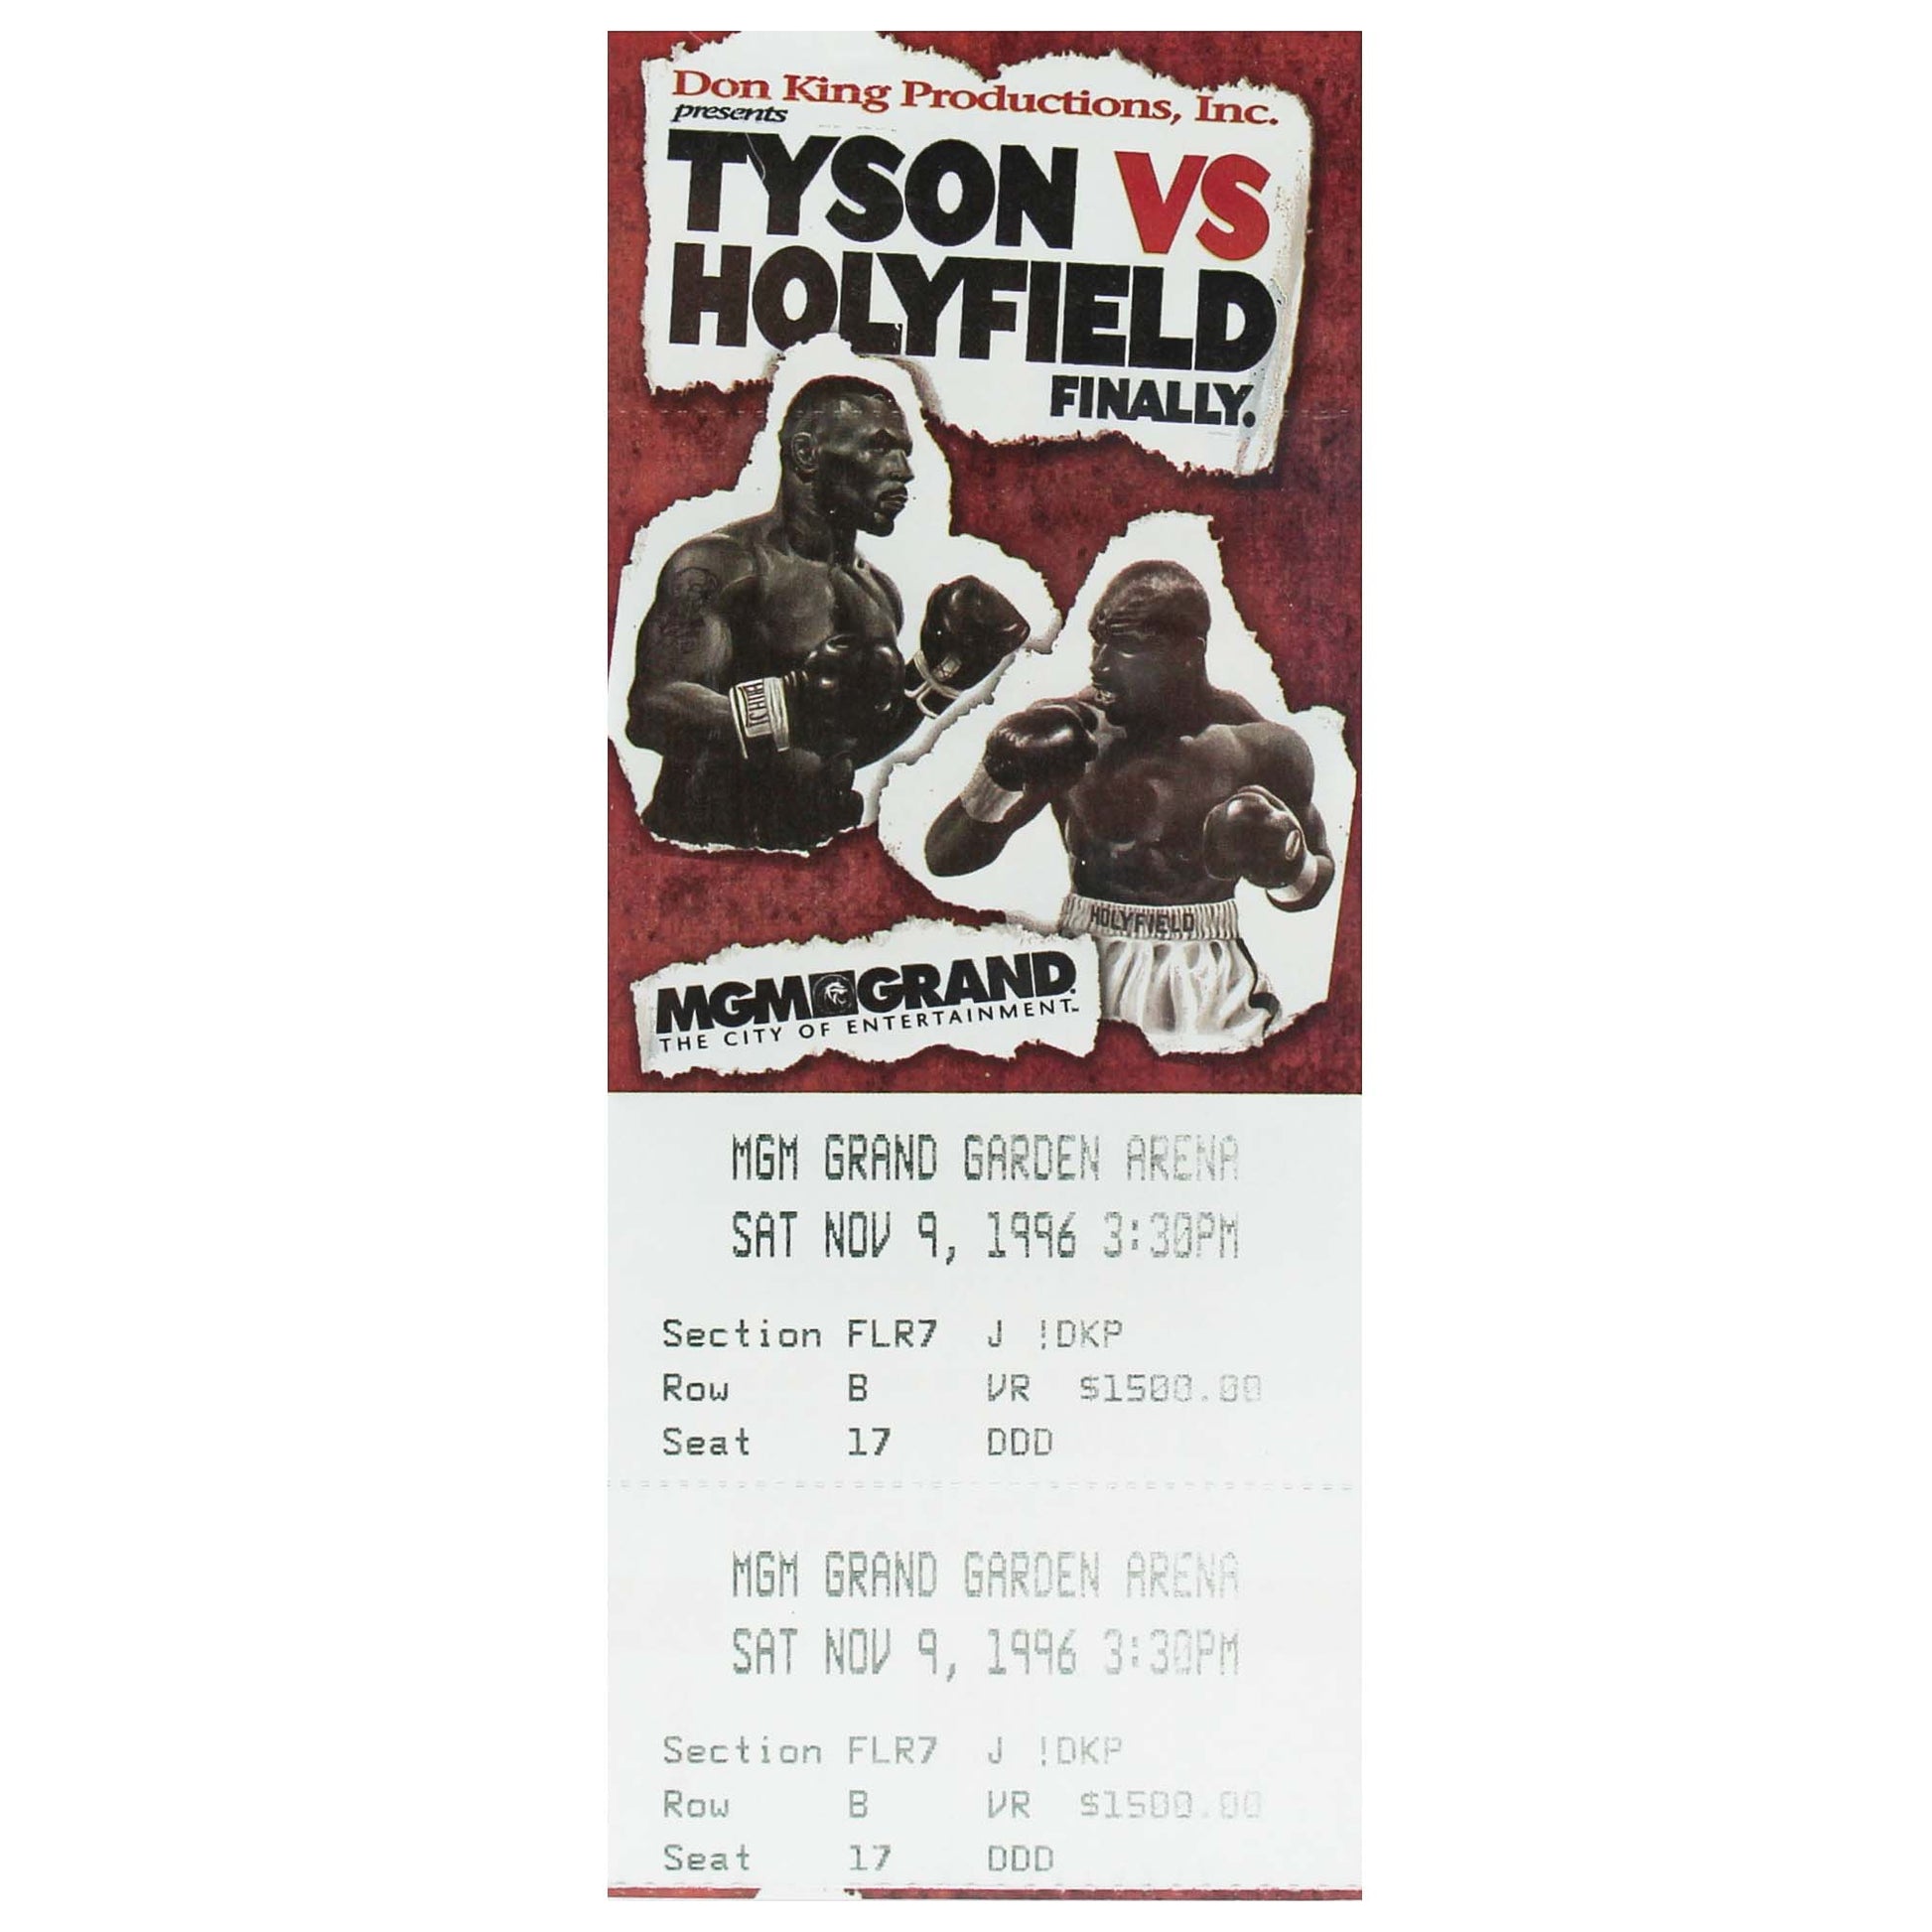 Don King Productions, Inc.
presents
TYSON VS
HOLYFIELD
FINALLY.
HOLYFIELD
MGM GRAND®
THE CITY OF ENTERTAINMENT™
MGM GRAND GARDEN ARENA
SAT NOV 9, 1996 3:30PM
Section FLR7 J !DKP
Row B VR $1500.00
Seat 17 DDD
MGM GRAND GARDEN ARENA
SAT NOV 9, 1996 3:30PM
Section FLR7 J !DKP
Row B VR $1500.00
Seat 17 DDD